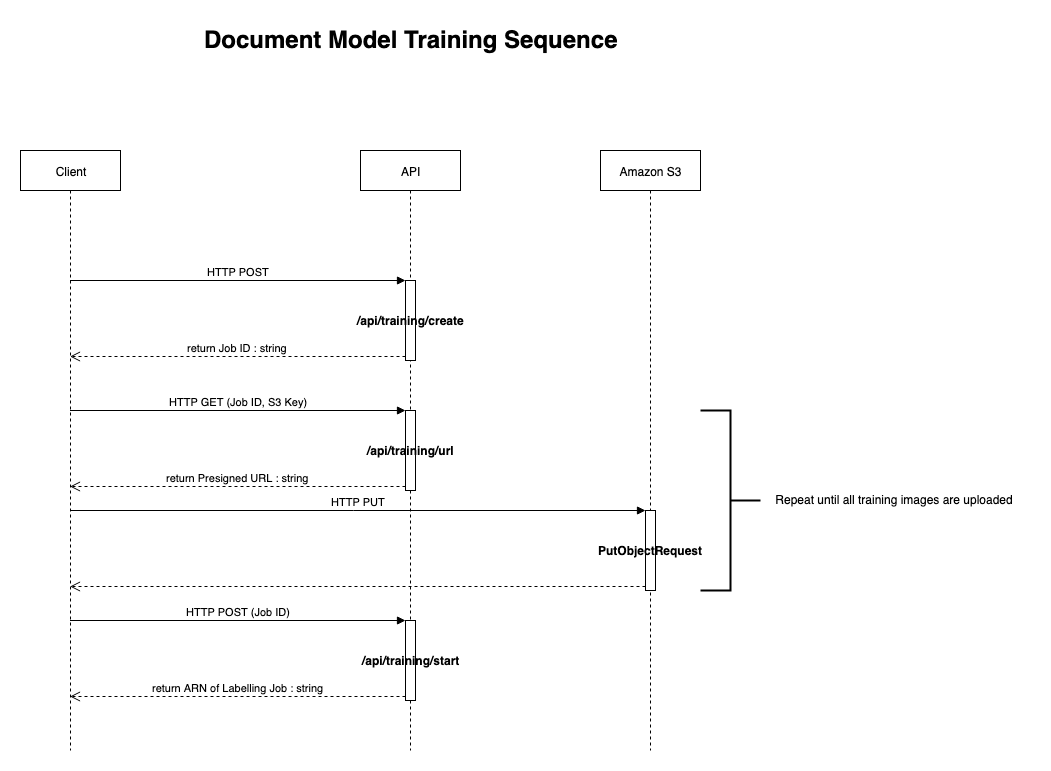 Document Model Training Sequence
Client
API
Amazon S3
HTTP POST
/api/training/create
return Job ID : string
HTTP GET (Job ID, S3 Key)
/api/training/url
return Presigned URL : string
HTTP PUT
Repeat until all training images are uploaded
PutObjectRequest
HTTP POST (Job ID)
/api/training/start
return ARN of Labelling Job : string